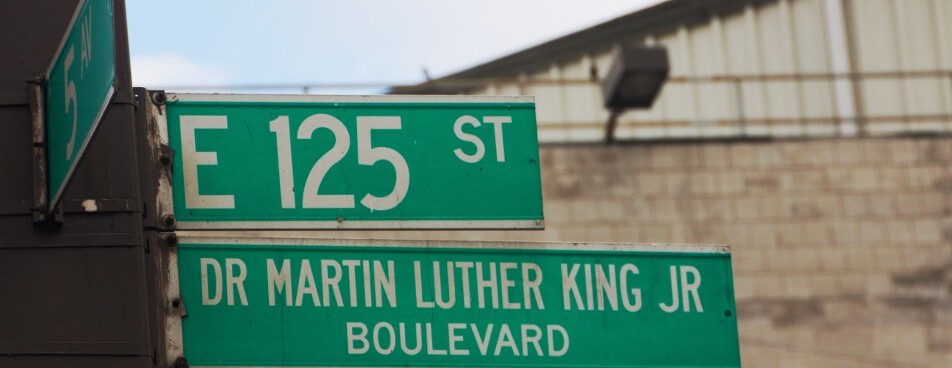 5 AV
E 125 ST
DR MARTIN LUTHER KING JR
BOULEVARD